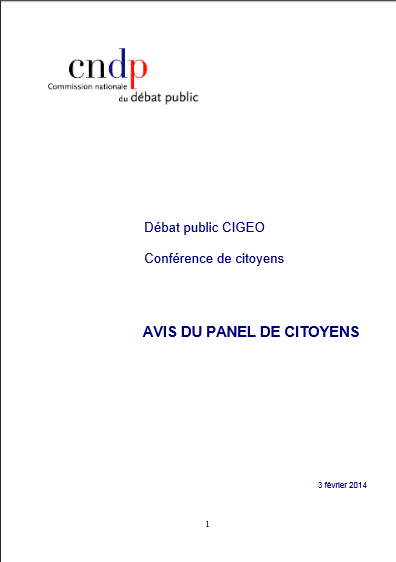 cndp
Commission nationale
du débat public
Débat public CIGEO
Conférence de citoyens
AVIS DU PANEL DE CITOYENS
3 février 2014
1